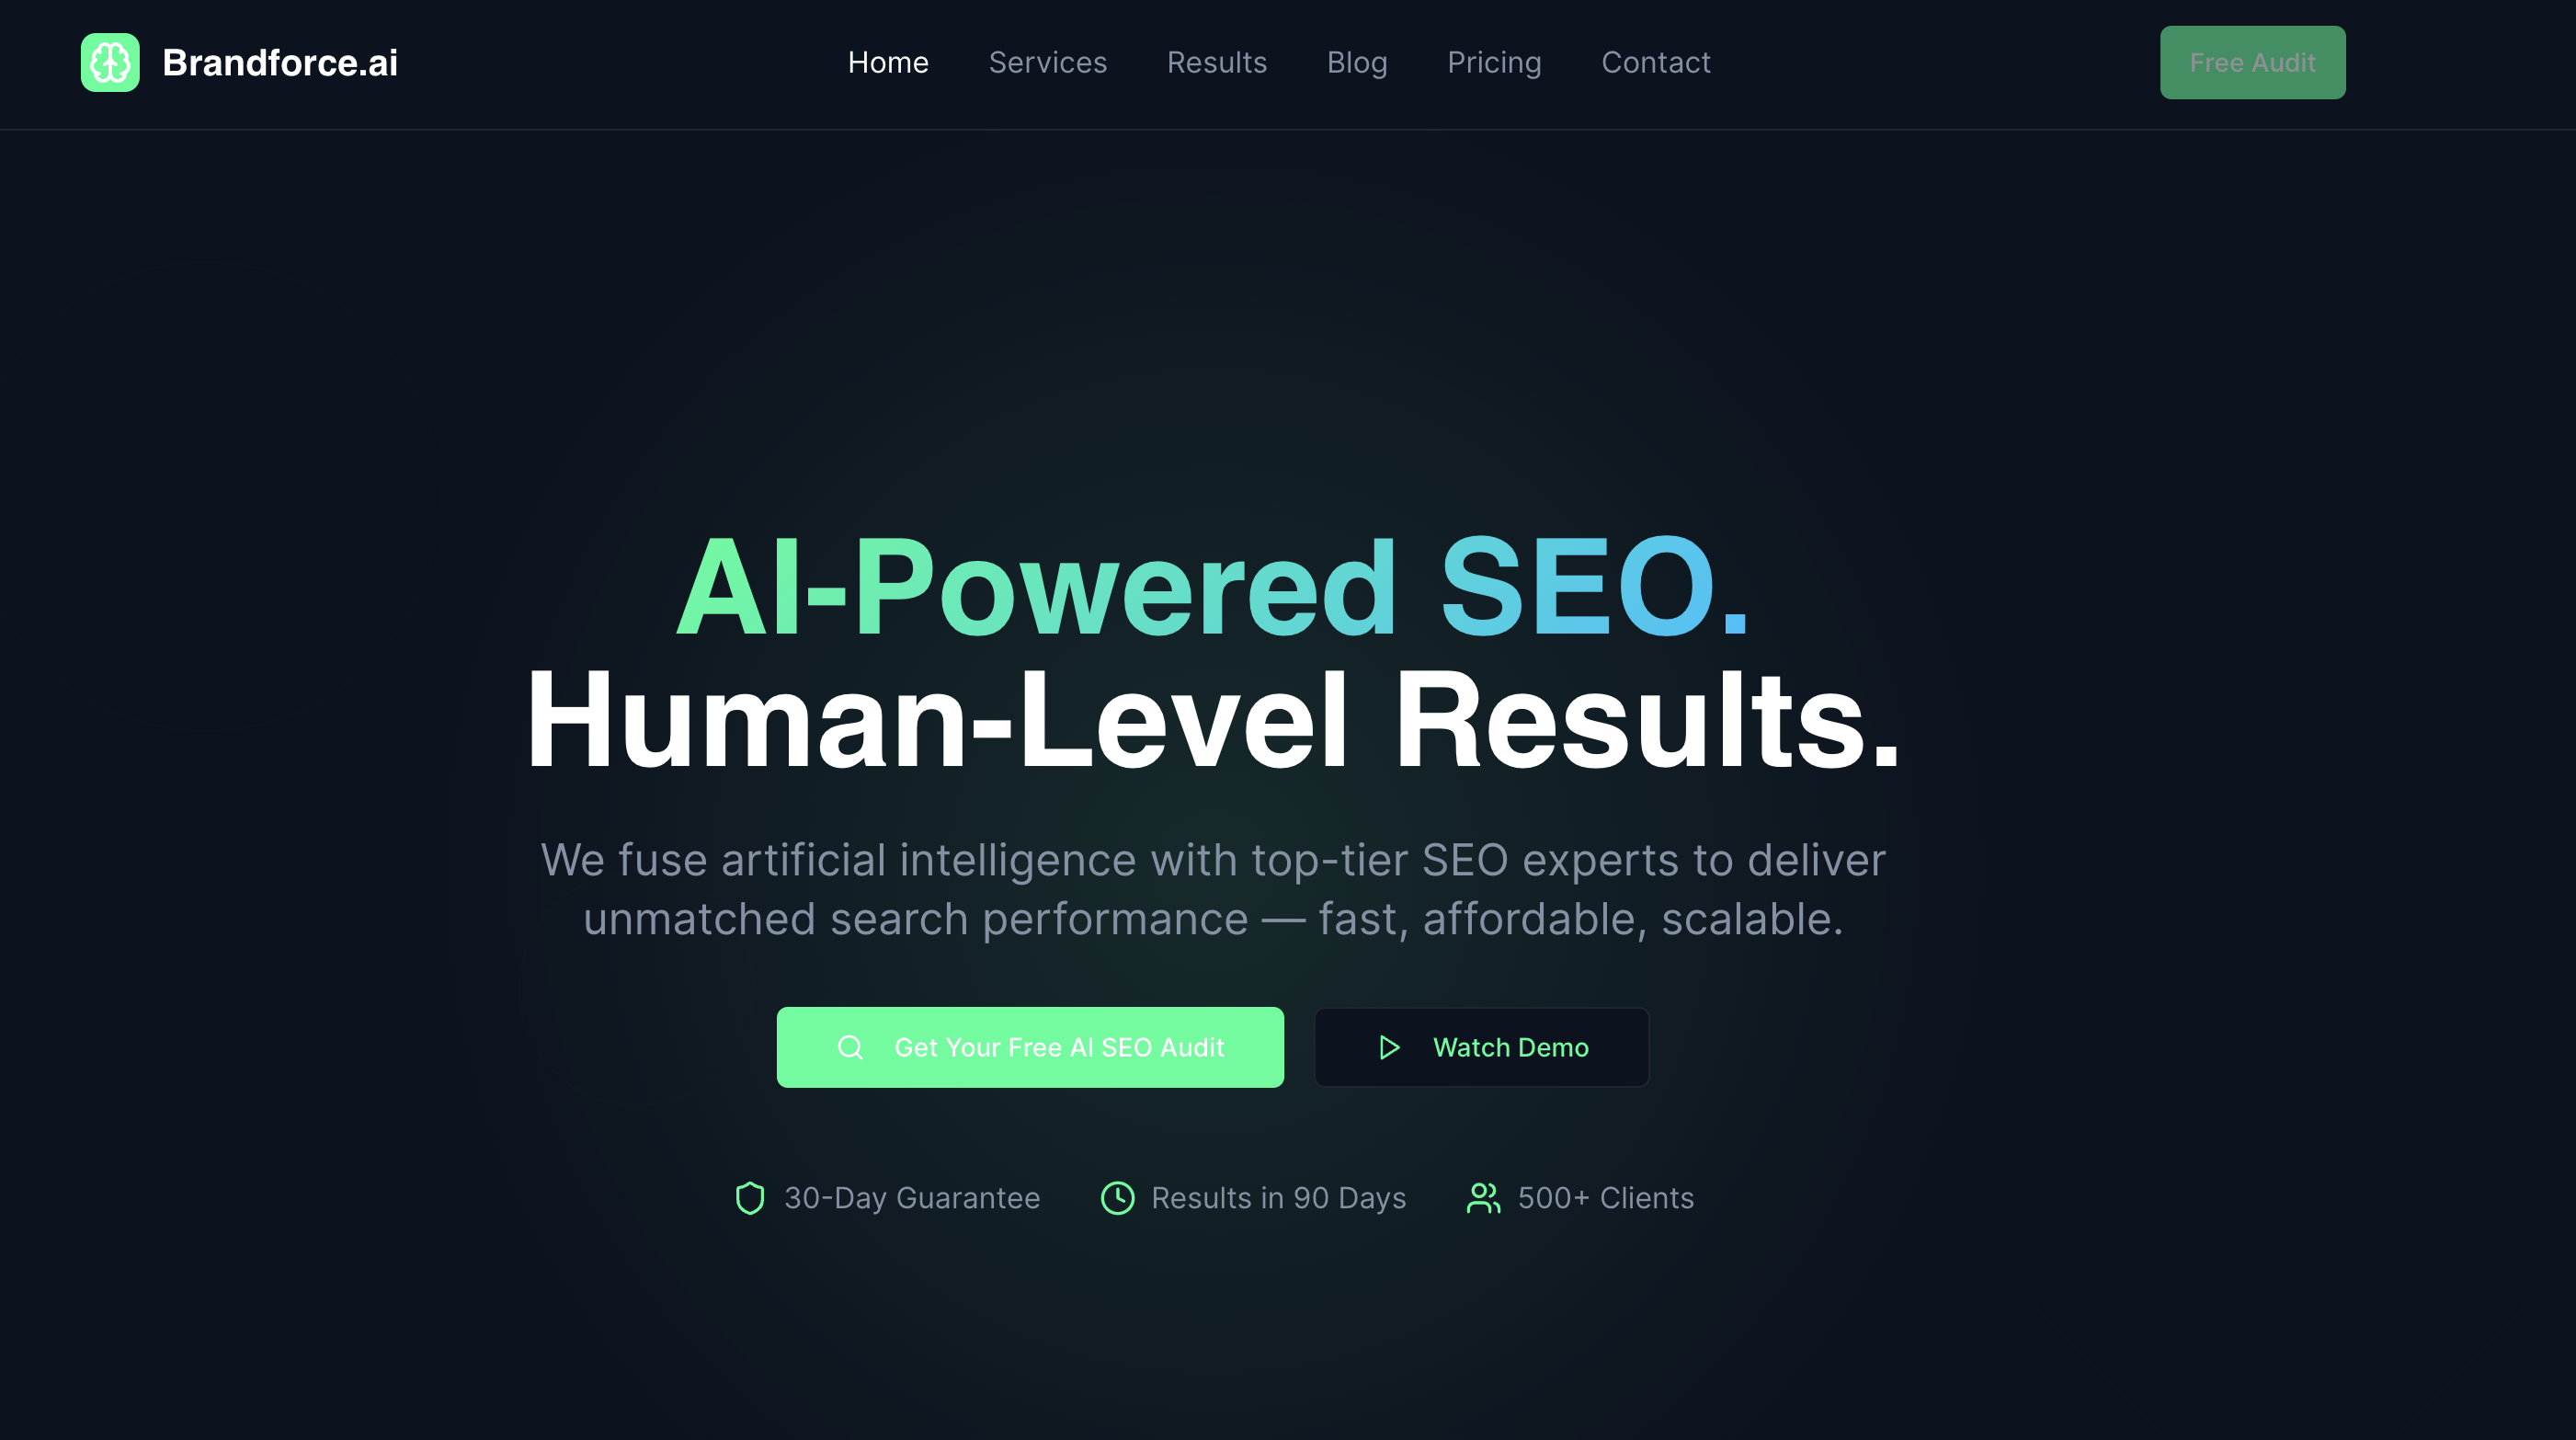 Brandforce.ai
Home
Services
Results
Blog
Pricing
Contact
Free Audit
AI-Powered SEO.
Human-Level Results.
We fuse artificial intelligence with top-tier SEO experts to deliver
unmatched search performance — fast, affordable, scalable.
Get Your Free AI SEO Audit
Watch Demo
30-Day Guarantee
Results in 90 Days
500+ Clients